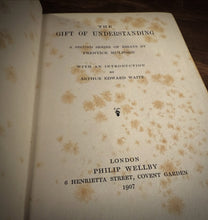 THE
GIFT OF UNDERSTANDING
A SECOND SERIES OF ESSAYS BY
PRENTICE MULFORD
WITH AN INTRODUCTION
BY
ARTHUR EDWARD WAITE
LONDON
PHILIP WELLBY
6 HENRIETTA STREET, COVENT GARDEN
1907